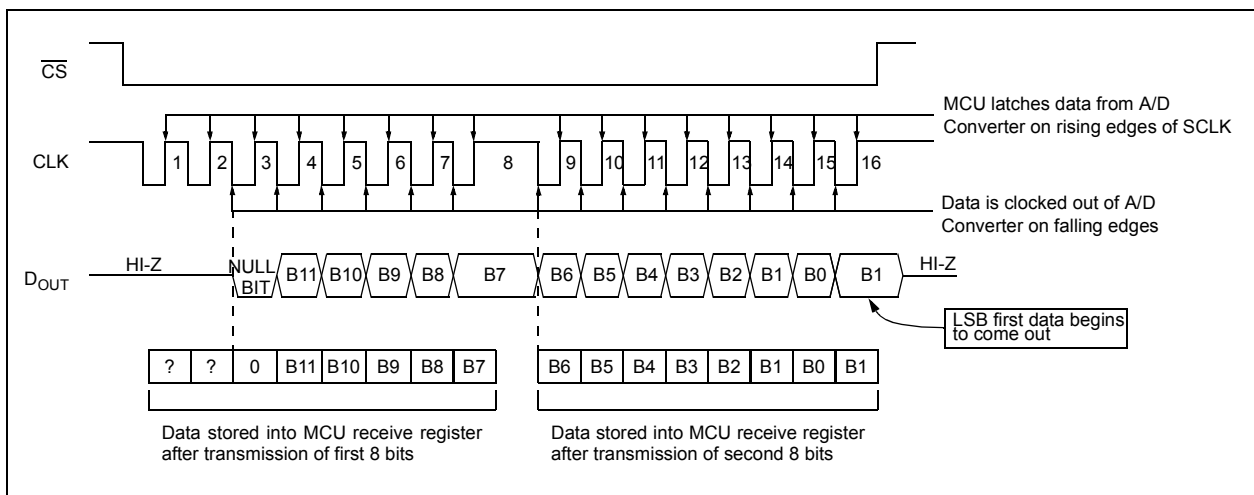 CS
MCU latches data from A/D
Converter on rising edges of SCLK
CLK
1 2 3 4 5 6 7 8 9 10 11 12 13 14 15 16
Data is clocked out of A/D
Converter on falling edges
DOUT
HI-Z
NULL
BIT
B11 B10 B9 B8 B7 B6 B5 B4 B3 B2 B1 B0 B1
HI-Z
LSB first data begins
to come out
? ? 0 B11 B10 B9 B8 B7
B6 B5 B4 B3 B2 B1 B0 B1
Data stored into MCU receive register
after transmission of first 8 bits
Data stored into MCU receive register
after transmission of second 8 bits